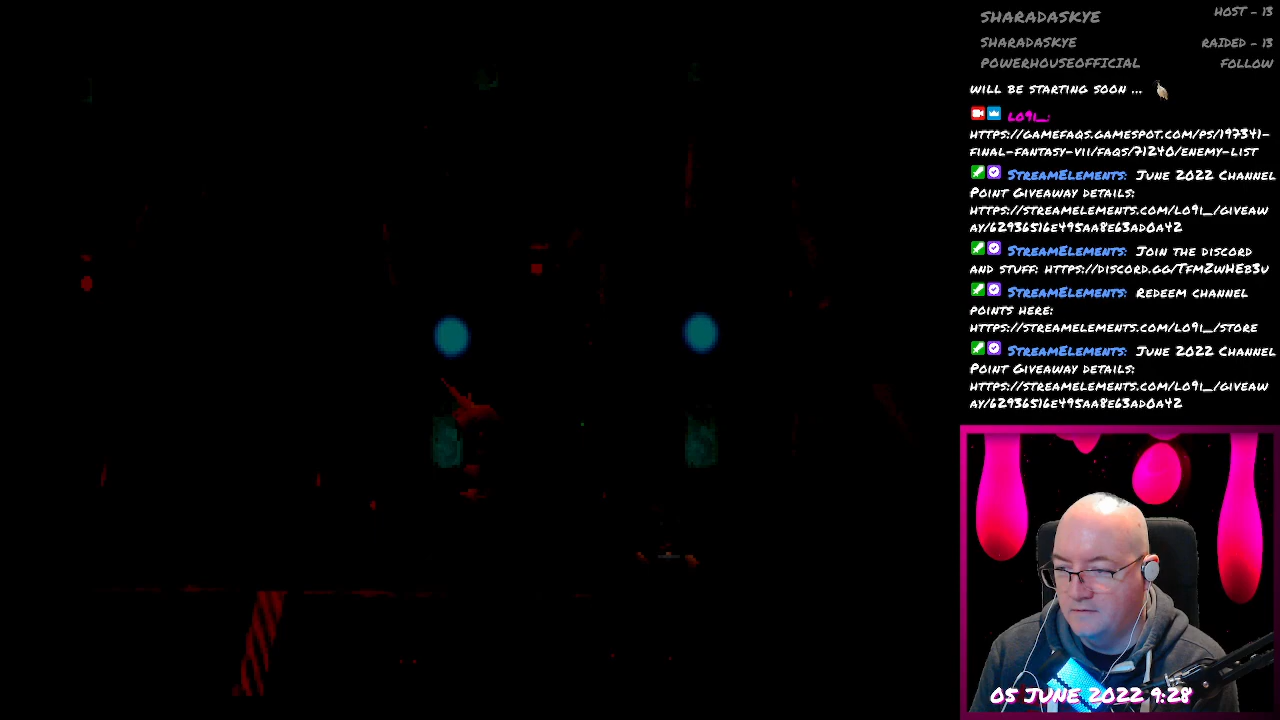 SHARADASKYE HOST - 13
SHARADASKYE RAIDED - 13
POWERHOUSEOFFICIAL FOLLOW
WILL BE STARTING SOON ...
LO9I_:
HTTPS://GAMEFAQS.GAMESPOT.COM/PS/197341-
FINAL-FANTASY-VII/FAQS/71240/ENEMY-LIST
STREAMELEMENTS: JUNE 2022 CHANNEL
POINT GIVEAWAY DETAILS:
HTTPS://STREAMELEMENTS.COM/LO9I_/GIVEAW
AY/62936516E495AA8E63AD0A42
STREAMELEMENTS: JOIN THE DISCORD
AND STUFF: HTTPS://DISCORD.GG/TFMZWHE83U
STREAMELEMENTS: REDEEM CHANNEL
POINTS HERE:
HTTPS://STREAMELEMENTS.COM/LO9I_/STORE
STREAMELEMENTS: JUNE 2022 CHANNEL
POINT GIVEAWAY DETAILS:
HTTPS://STREAMELEMENTS.COM/LO9I_/GIVEAW
AY/62936516E495AA8E63AD0A42
05 JUNE 2022 9:28